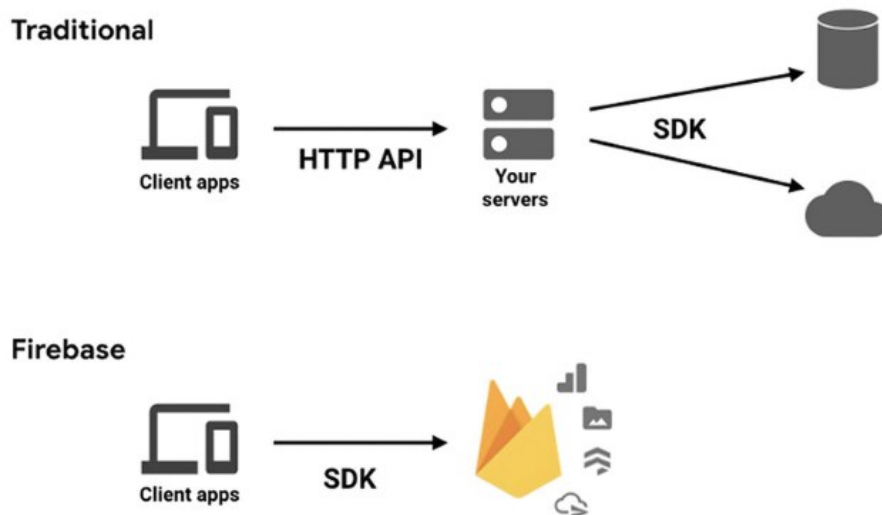 Traditional
Client apps
HTTP API
Your
servers
SDK
Firebase
Client apps
SDK